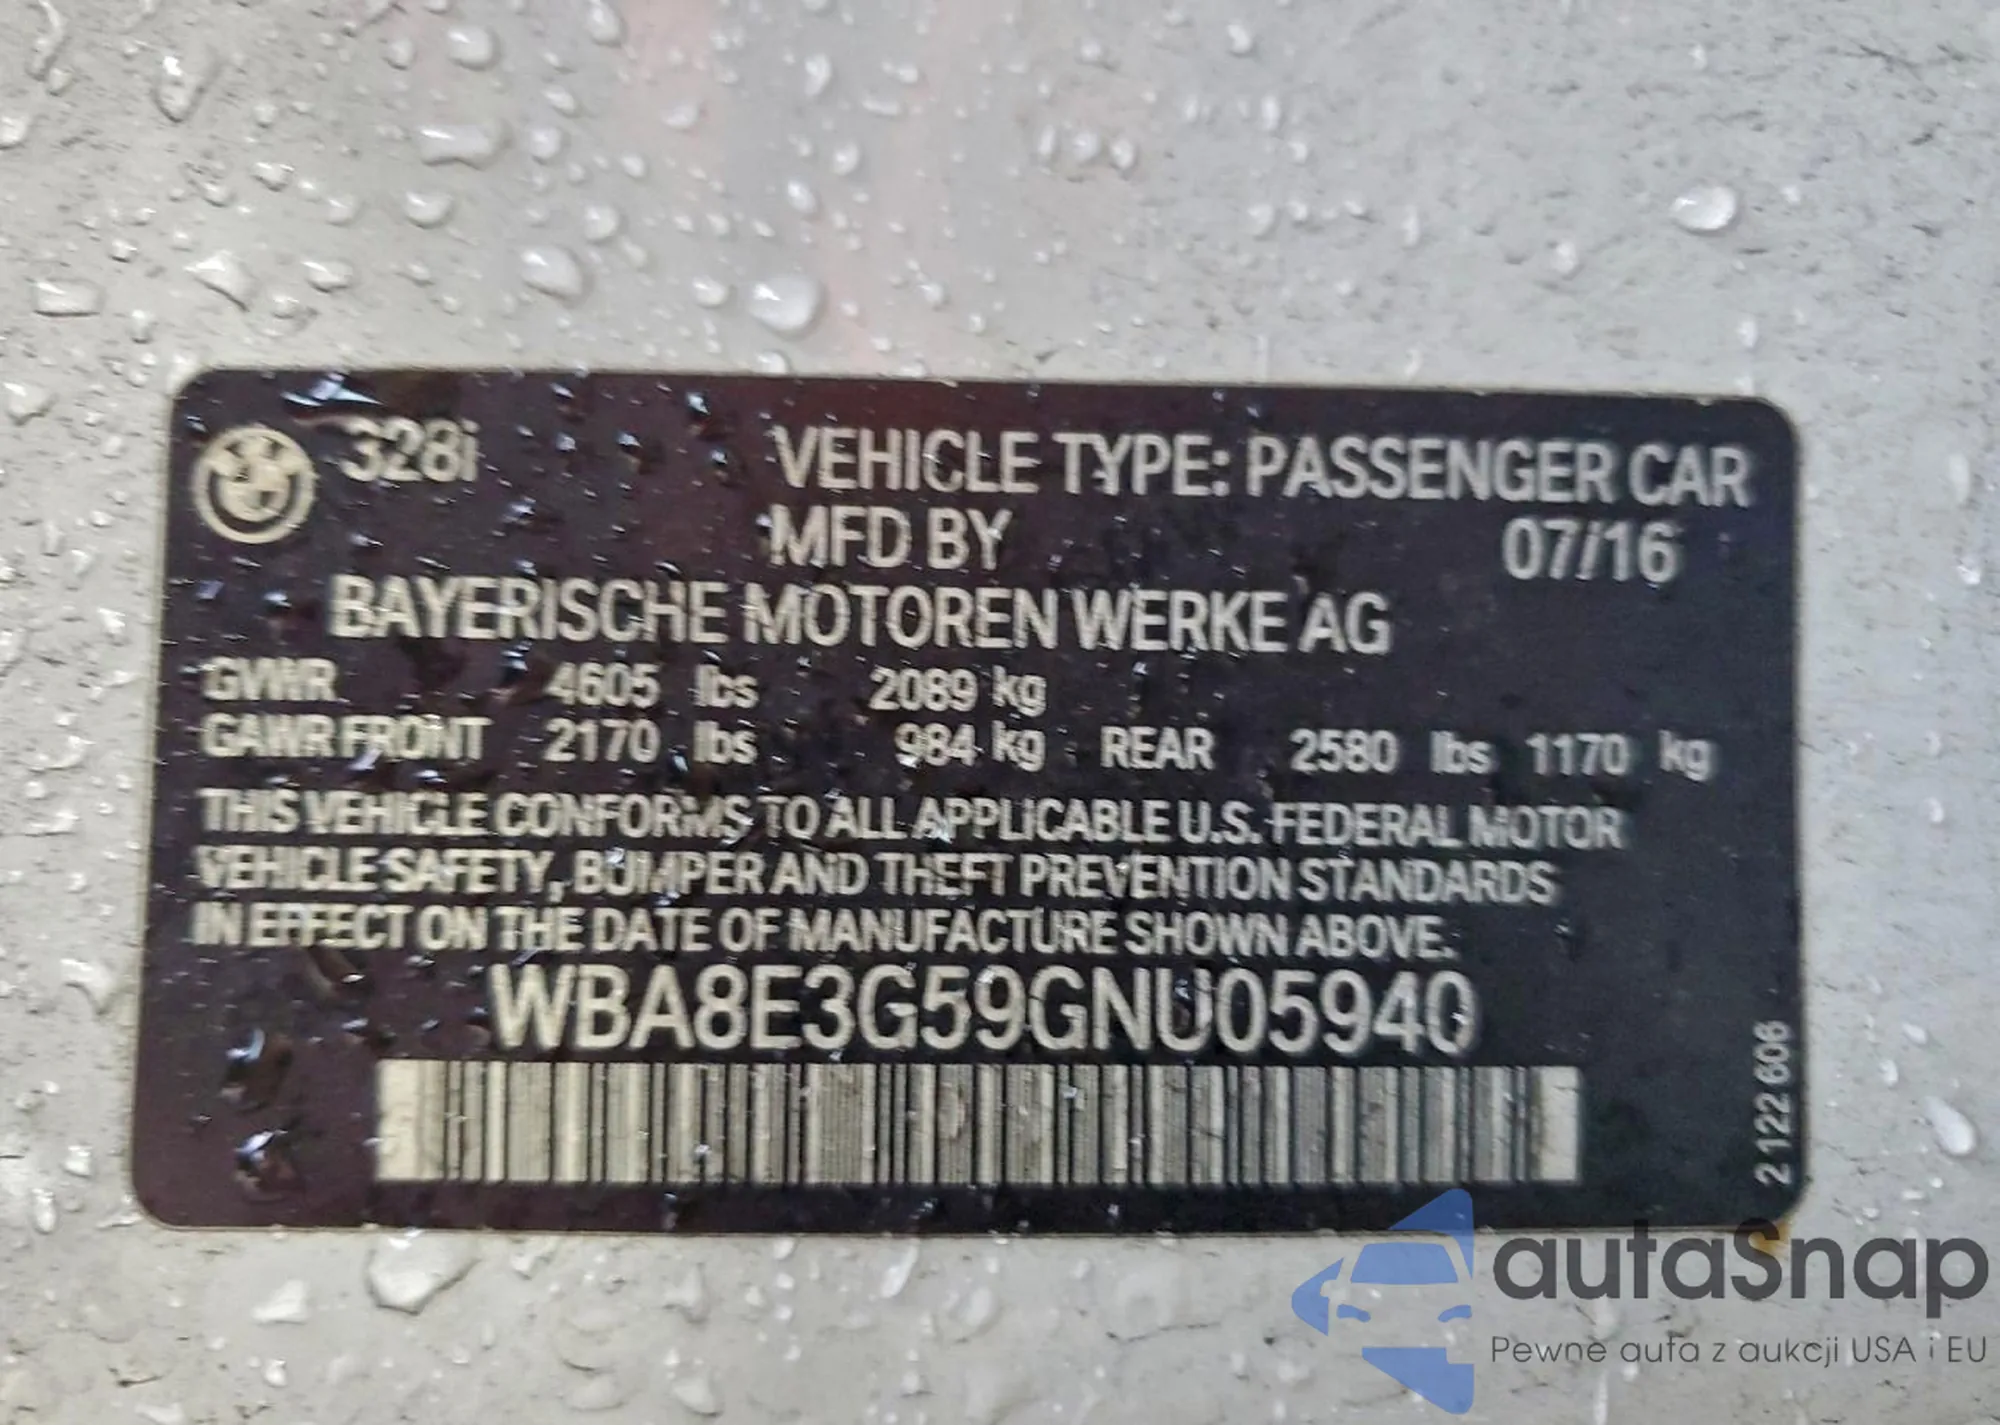 328i VEHICLE TYPE: PASSENGER CAR
MFD BY 07/16
BAYERISCHE MOTOREN WERKE AG
GVWR 4605 lbs 2089 kg
GAWR FRONT 2170 lbs 984 kg REAR 2580 lbs 1170 kg
THIS VEHICLE CONFORMS TO ALL APPLICABLE U.S. FEDERAL MOTOR
VEHICLE SAFETY, BUMPER AND THEFT PREVENTION STANDARDS
IN EFFECT ON THE DATE OF MANUFACTURE SHOWN ABOVE.
WBA8E3G59GNU05940
2 122 606
autaSnap
Pewne auta z aukcji USA i EU